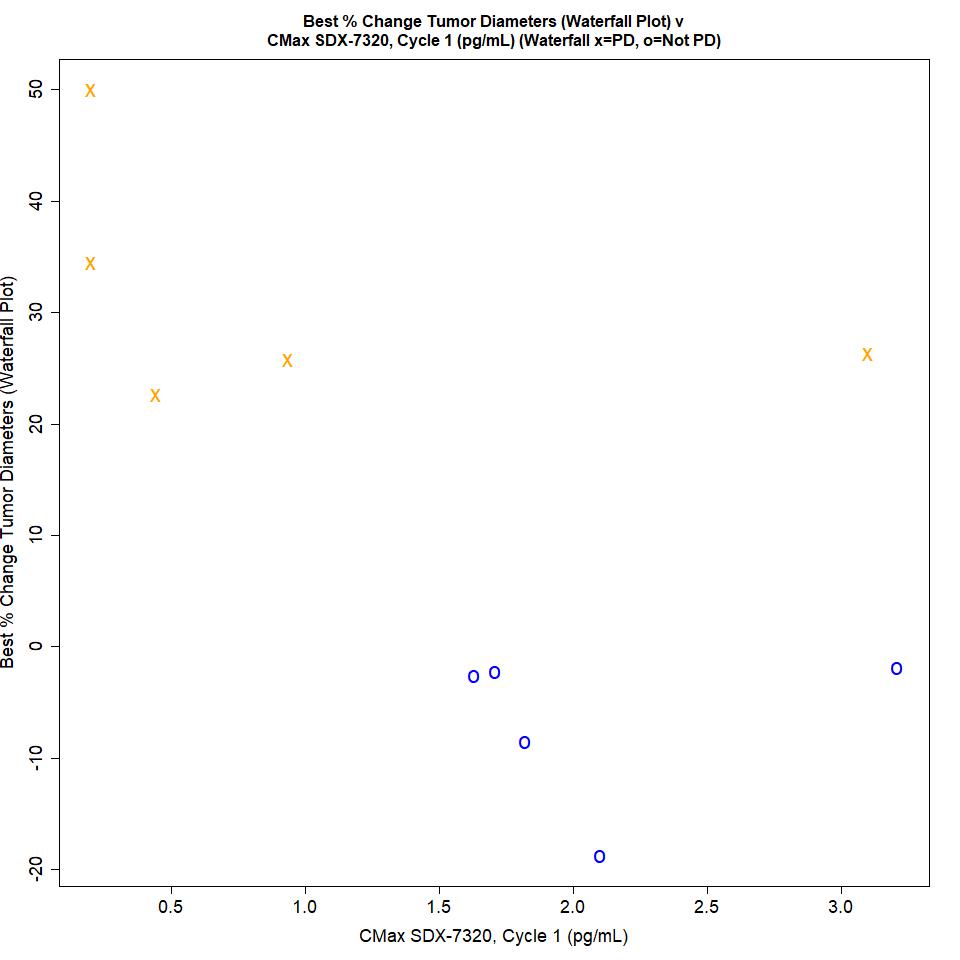 Best % Change Tumor Diameters (Waterfall Plot) v
CMax SDX-7320, Cycle 1 (pg/mL) (Waterfall x=PD, o=Not PD)
Best % Change Tumor Diameters (Waterfall Plot)
50
40
30
20
10
0
-10
-20
X
X
X
X
X
O
O
O
O
O
0.5
1.0
1.5
2.0
2.5
3.0
CMax SDX-7320, Cycle 1 (pg/mL)